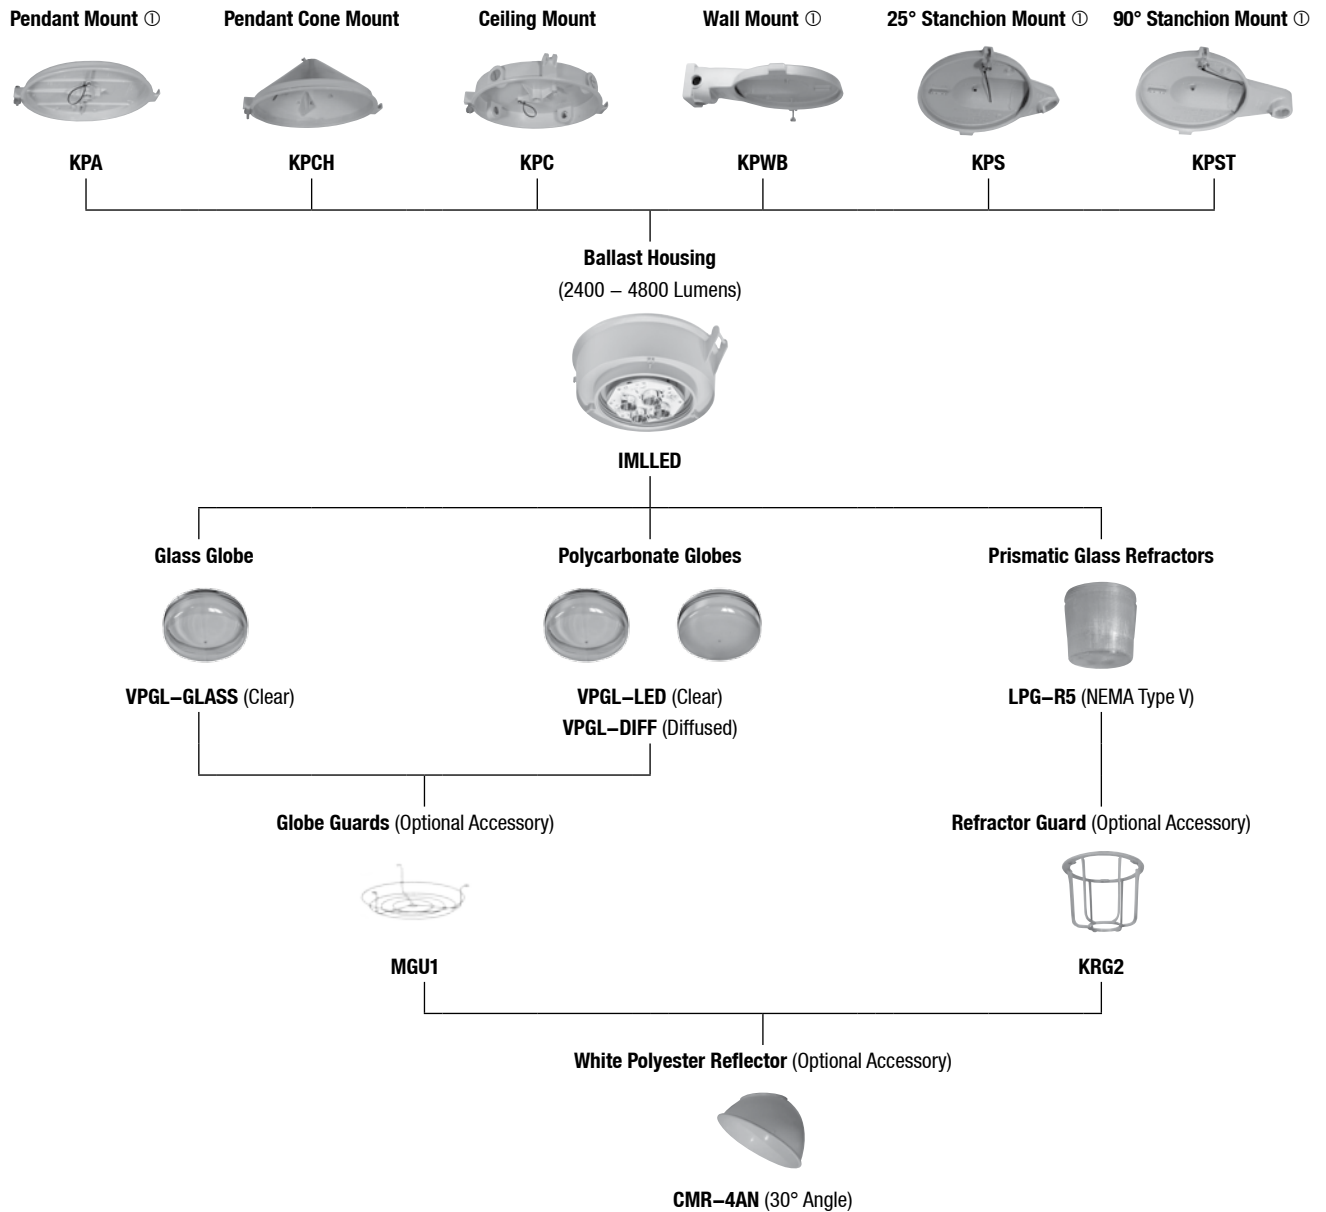 Pendant Mount ①
Pendant Cone Mount
Ceiling Mount
Wall Mount ①
25° Stanchion Mount ①
90° Stanchion Mount ①
KPA
KPCH
KPC
KPWB
KPS
KPST
Ballast Housing
(2400 – 4800 Lumens)
IMLLED
Glass Globe
Polycarbonate Globes
Prismatic Glass Refractors
VPGL–GLASS (Clear)
VPGL–LED (Clear)
VPGL–DIFF (Diffused)
LPG–R5 (NEMA Type V)
Globe Guards (Optional Accessory)
Refractor Guard (Optional Accessory)
MGU1
KRG2
White Polyester Reflector (Optional Accessory)
CMR–4AN (30° Angle)